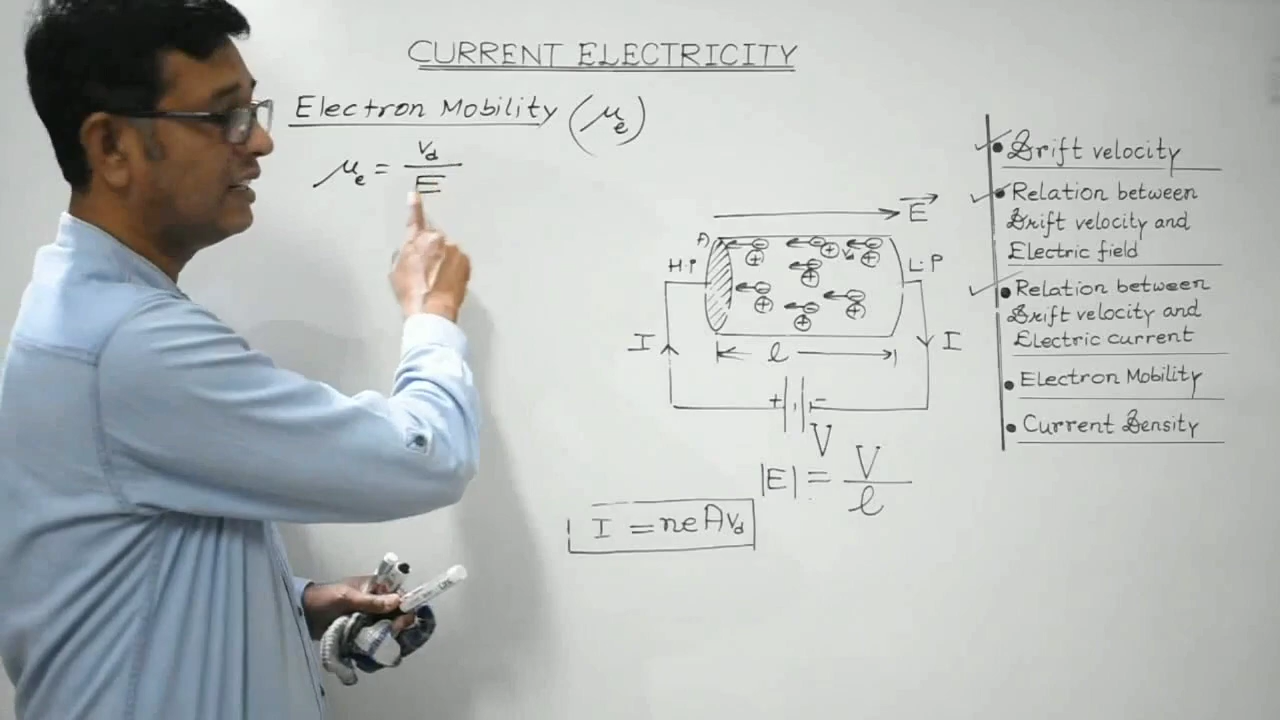 CURRENT ELECTRICITY
Electron Mobility (μe)
μe = vd / E
E
A
H.P
L.P
vd
I
I
l
+
-
V
|E| = V / l
I = neAvd
• Drift velocity
• Relation between
Drift velocity and
Electric field
• Relation between
Drift velocity and
Electric current
• Electron Mobility
• Current Density